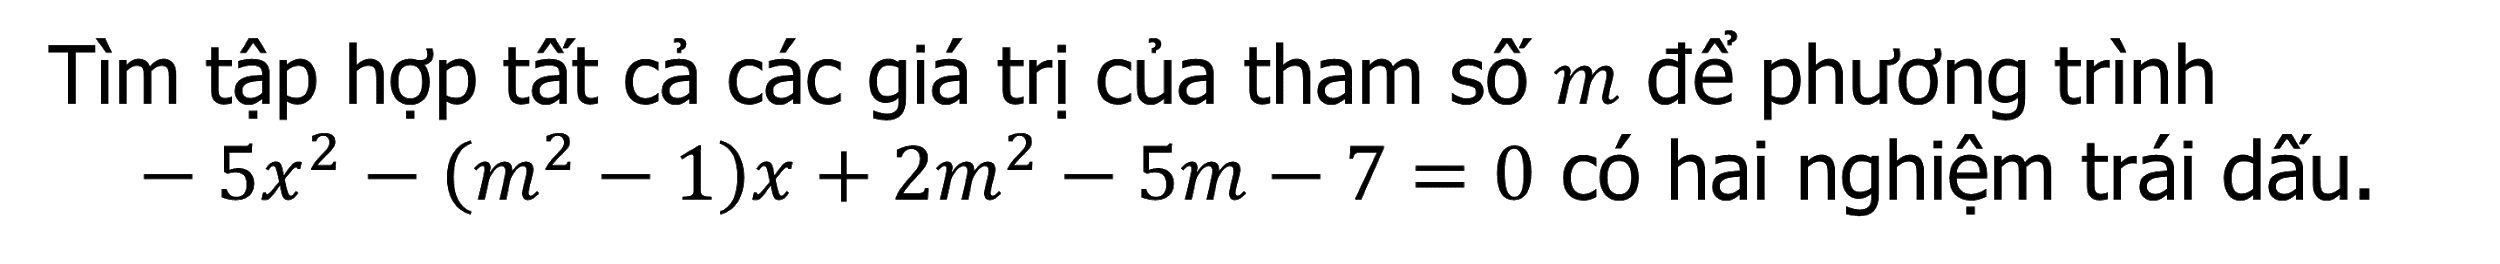 Tìm tập hợp tất cả các giá trị của tham số m để phương trình
− 5x² − (m² − 1)x + 2m² − 5m − 7 = 0 có hai nghiệm trái dấu.